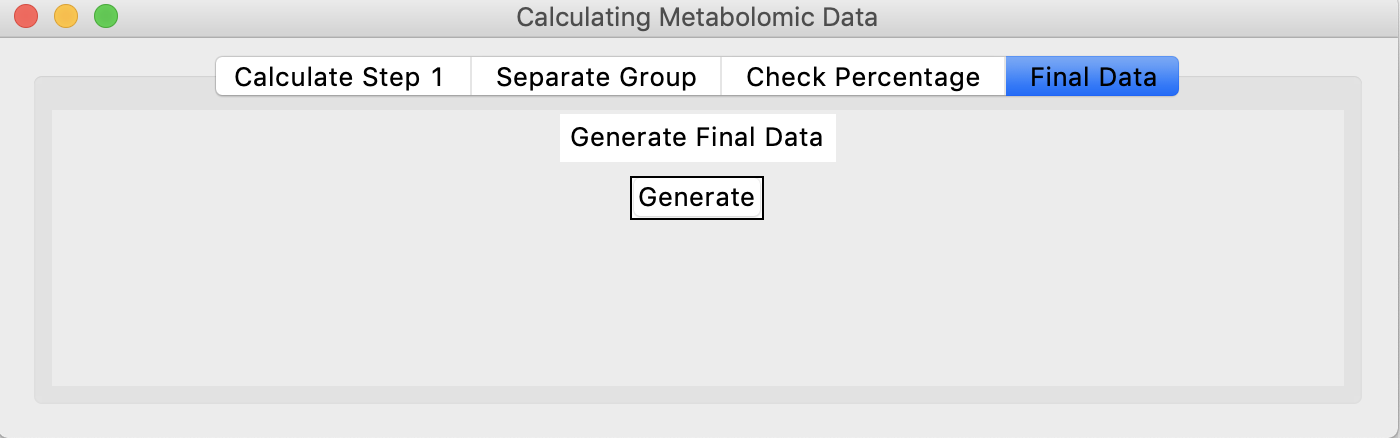 Calculating Metabolomic Data
Calculate Step 1 Separate Group Check Percentage Final Data
Generate Final Data
Generate